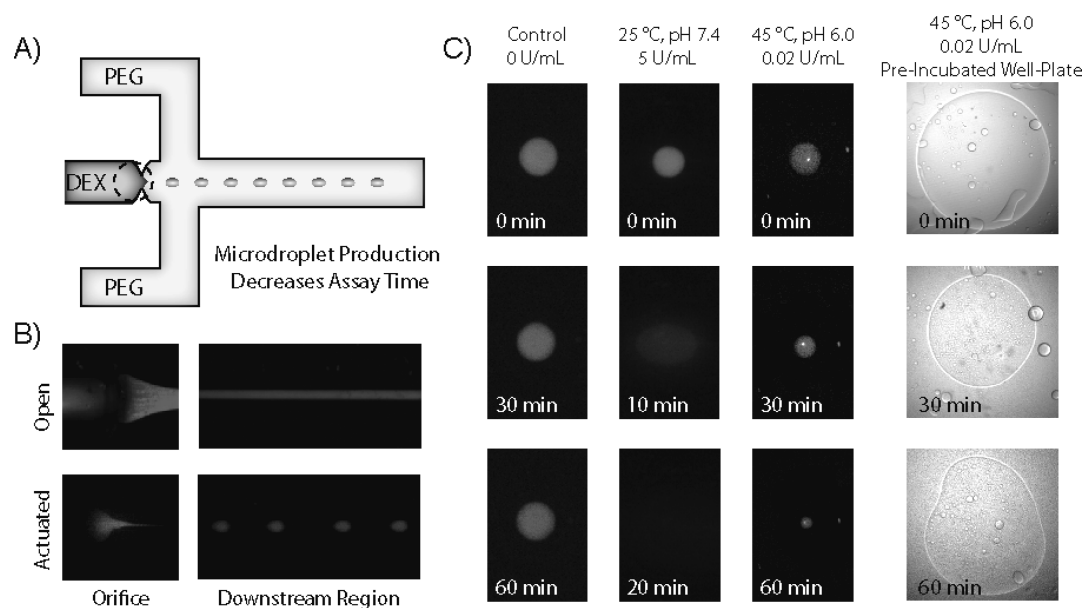 A)
PEG
DEX
PEG
Microdroplet Production
Decreases Assay Time
B)
Open
Actuated
Orifice
Downstream Region
C)
Control
0 U/mL
25 °C, pH 7.4
5 U/mL
45 °C, pH 6.0
0.02 U/mL
45 °C, pH 6.0
0.02 U/mL
Pre-Incubated Well-Plate
0 min
0 min
0 min
0 min
30 min
10 min
30 min
30 min
60 min
20 min
60 min
60 min